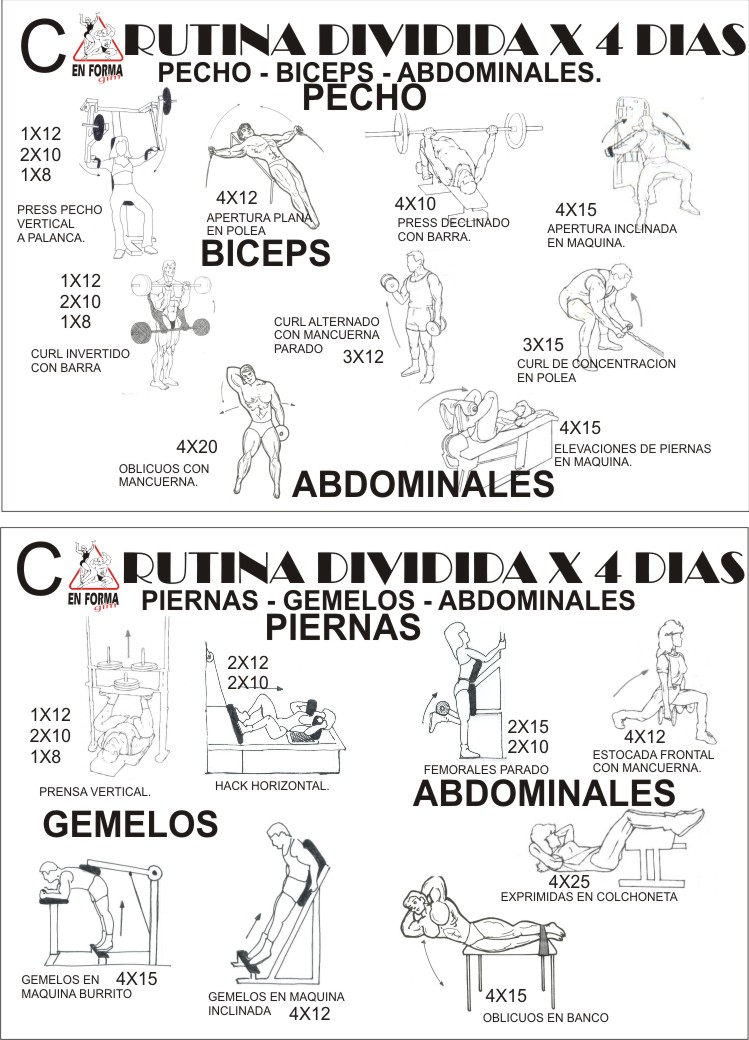 C EN FORMA gim RUTINA DIVIDIDA X 4 DIAS
PECHO - BICEPS - ABDOMINALES.
PECHO
1X12
2X10
1X8
PRESS PECHO
VERTICAL
A PALANCA.
4X12
APERTURA PLANA
EN POLEA
4X10
PRESS DECLINADO
CON BARRA.
4X15
APERTURA INCLINADA
EN MAQUINA.
BICEPS
1X12
2X10
1X8
CURL INVERTIDO
CON BARRA
CURL ALTERNADO
CON MANCUERNA
PARADO
3X12
3X15
CURL DE CONCENTRACION
EN POLEA
4X20
OBLICUOS CON
MANCUERNA.
4X15
ELEVACIONES DE PIERNAS
EN MAQUINA.
ABDOMINALES
C EN FORMA gim RUTINA DIVIDIDA X 4 DIAS
PIERNAS - GEMELOS - ABDOMINALES
PIERNAS
1X12
2X10
1X8
PRENSA VERTICAL.
2X12
2X10
HACK HORIZONTAL.
2X15
2X10
FEMORALES PARADO
4X12
ESTOCADA FRONTAL
CON MANCUERNA.
GEMELOS
ABDOMINALES
4X25
EXPRIMIDAS EN COLCHONETA
GEMELOS EN
MAQUINA BURRITO
4X15
GEMELOS EN MAQUINA
INCLINADA
4X12
4X15
OBLICUOS EN BANCO